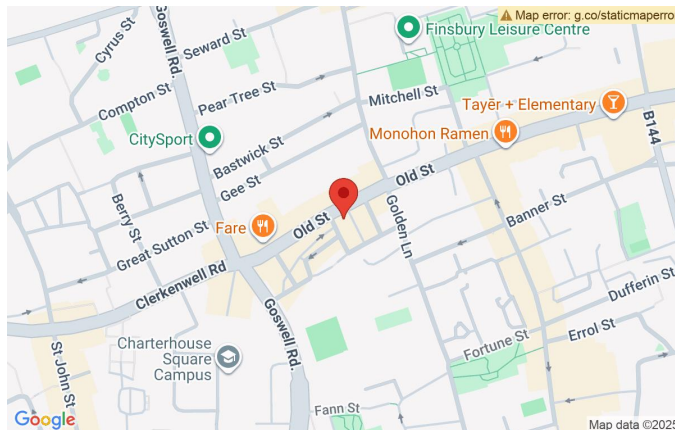 Map error: g.co/staticmaperro
Finsbury Leisure Centre
Goswell Rd.
Seward St
Cyrus St
Compton St
Pear Tree St
Mitchell St
Tayēr + Elementary
Monohon Ramen
B144
CitySport
Bastwick St
Gee St
Old St
Berry St
Great Sutton St
Fare
Old St
Golden Ln
Banner St
Clerkenwell Rd
Goswell Rd.
Dufferin St
Errol St
Fortune St
St John St
Charterhouse
Square
Campus
Fann St
Google
Map data ©2025